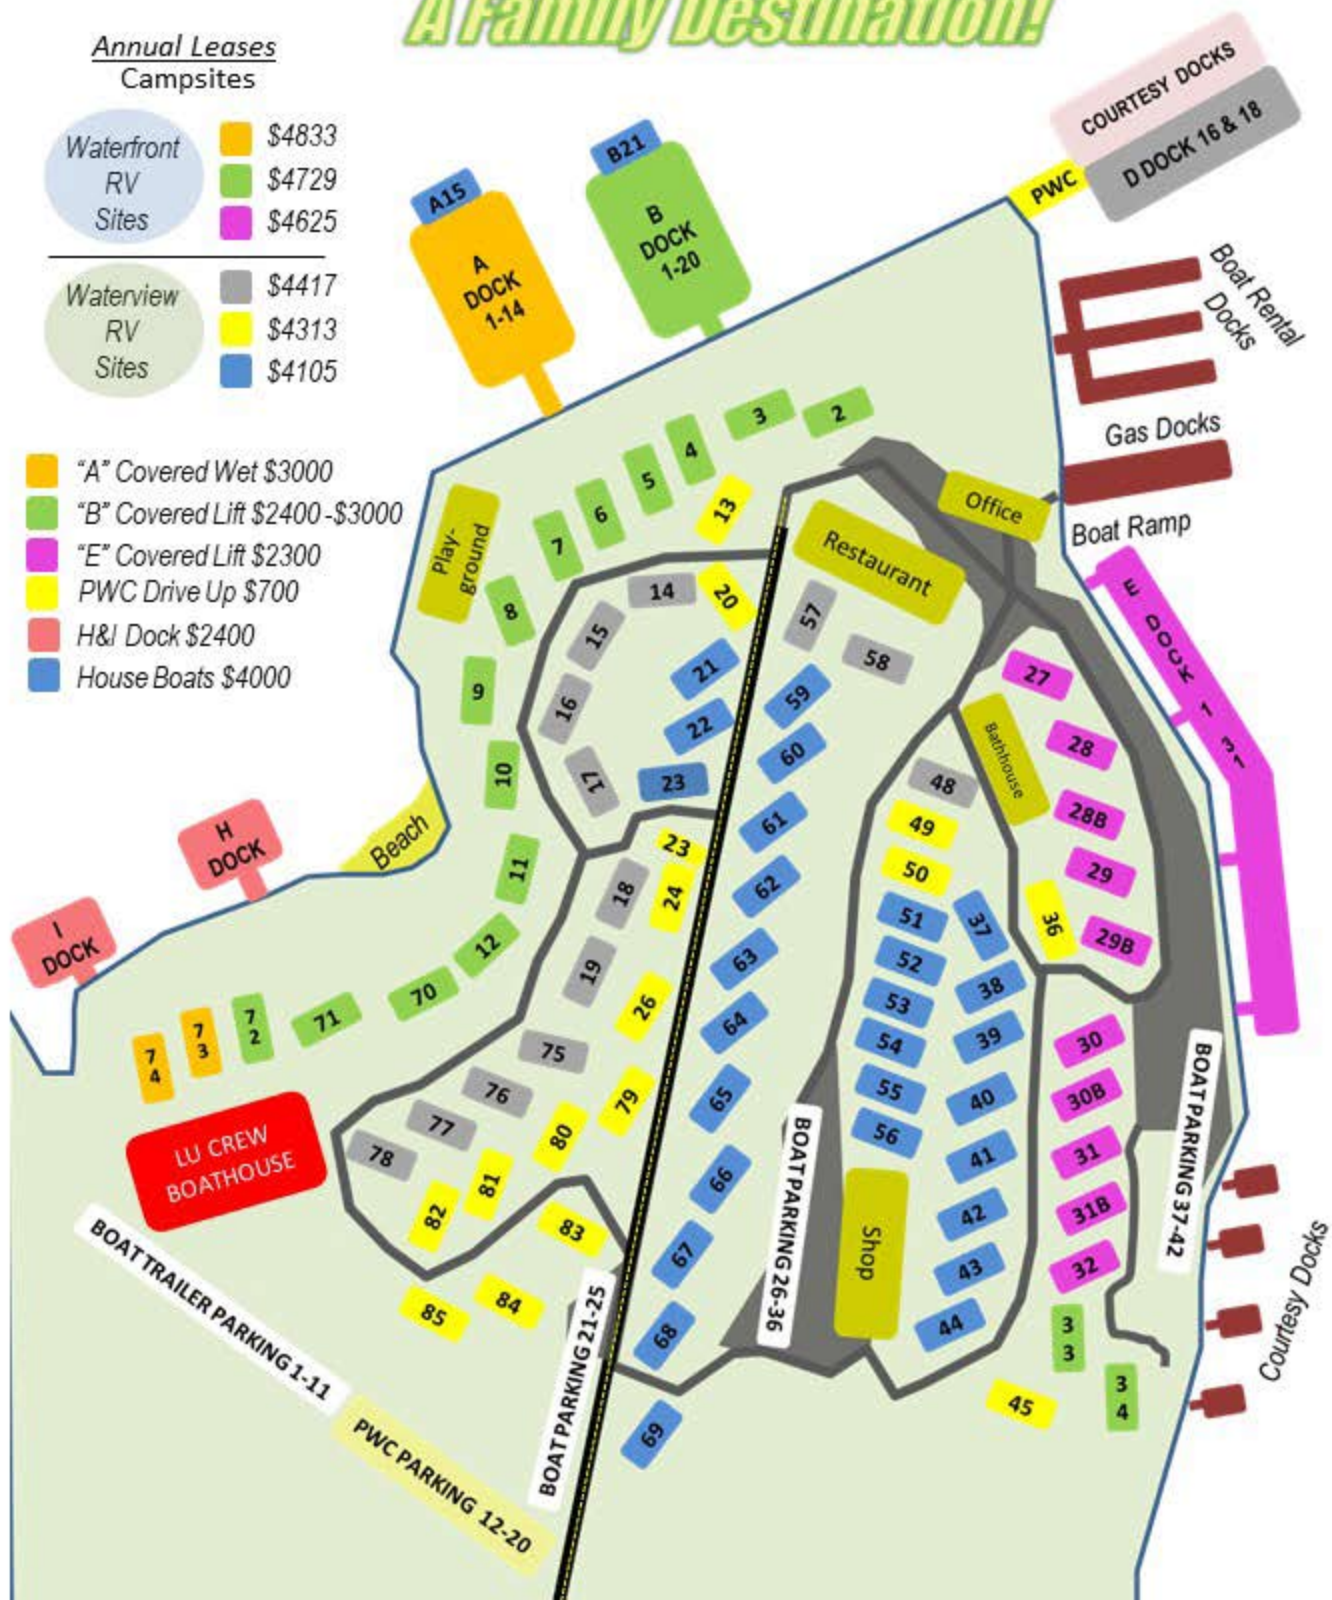 A Family Destination!
Annual Leases
Campsites
Waterfront
RV
Sites
$4833
$4729
$4625
Waterview
RV
Sites
$4417
$4313
$4105
"A" Covered Wet $3000
"B" Covered Lift $2400 -$3000
"E" Covered Lift $2300
PWC Drive Up $700
H&I Dock $2400
House Boats $4000
A15
A
DOCK
1-14
B21
B
DOCK
1-20
COURTESY DOCKS
D DOCK 16 & 18
PWC
Boat Rental
Docks
Gas Docks
Boat Ramp
Office
Restaurant
Play-
ground
E DOCK 1 31
2
3
4
5
6
7
8
9
10
11
12
13
14
15
16
17
20
21
22
23
23
24
18
19
26
57
58
59
60
61
62
63
64
65
66
67
68
69
27
28
28B
29
29B
Bathhouse
36
48
49
50
51
52
53
54
55
56
37
38
39
40
41
42
43
44
45
30
30B
31
31B
32
33
34
Beach
H
DOCK
I
DOCK
70
71
72
73
74
75
76
77
78
79
80
81
82
83
84
85
LU CREW
BOATHOUSE
Shop
BOAT TRAILER PARKING 1-11
PWC PARKING 12-20
BOAT PARKING 21-25
BOAT PARKING 26-36
BOAT PARKING 37-42
Courtesy Docks